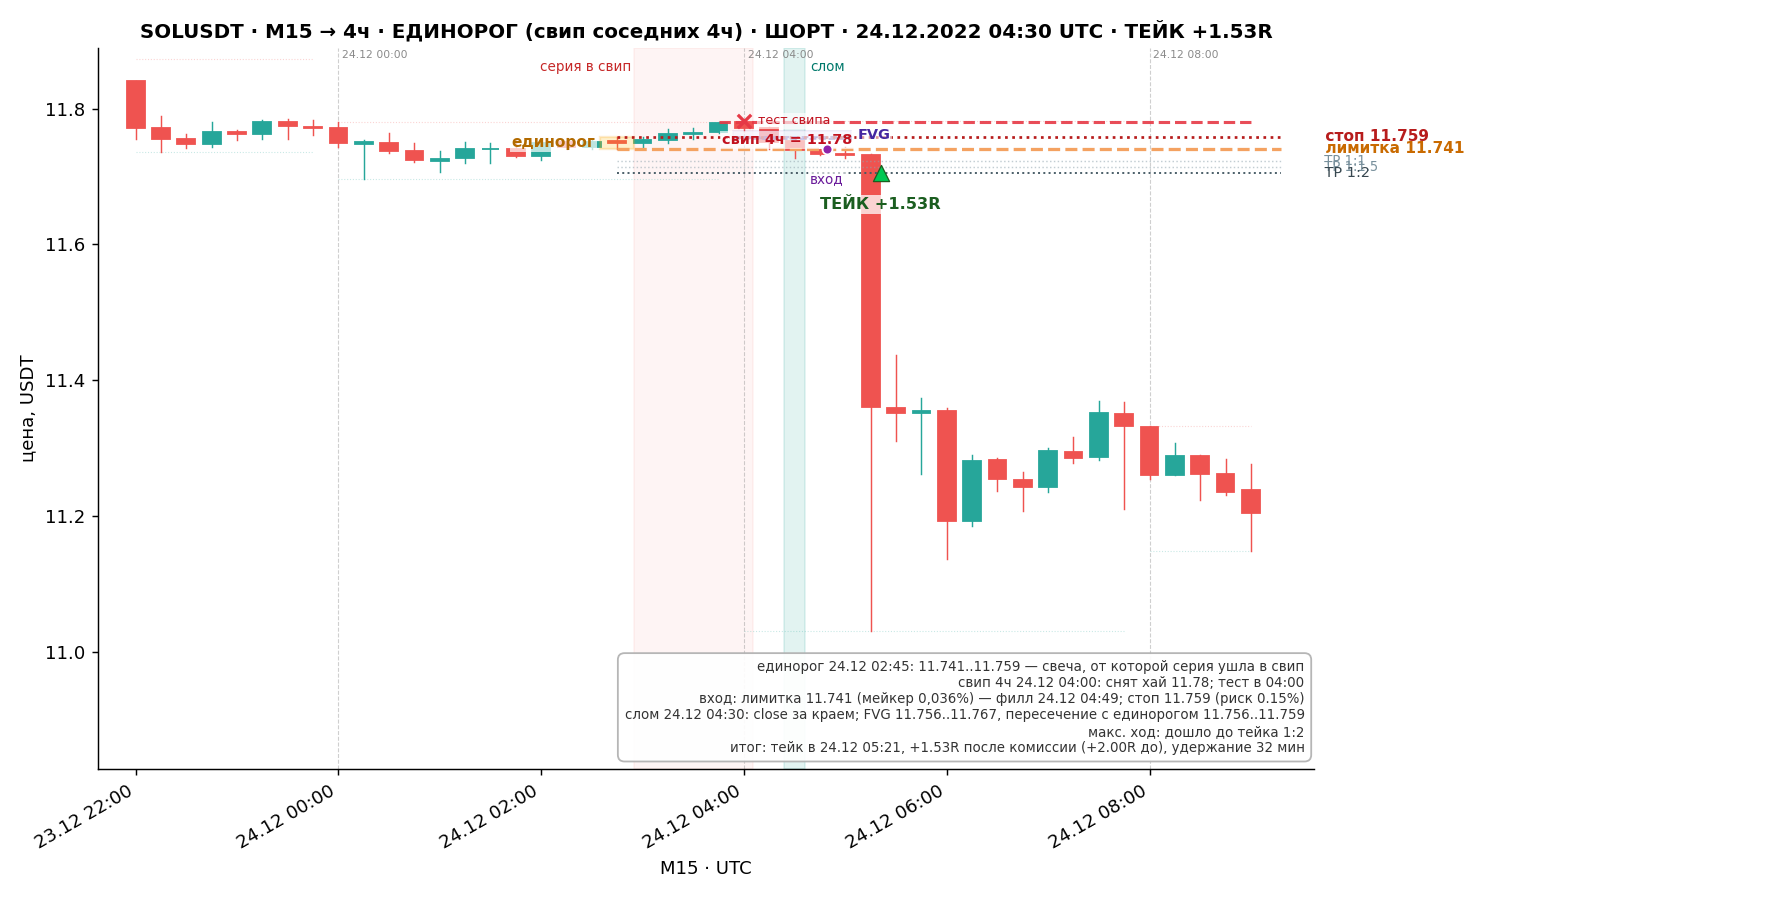 SOLUSDT · M15 → 4ч · ЕДИНОРОГ (свип соседних 4ч) · ШОРТ · 24.12.2022 04:30 UTC · ТЕЙК +1.53R
24.12 00:00
24.12 04:00
24.12 08:00
серия в свип
слом
11.8
тест свипа
единорог
свип 4ч = 11.78
FVG
стоп 11.759
лимитка 11.741
TP 1:1
TP 1:1.5
TP 1:2
вход
ТЕЙК +1.53R
11.6
11.4
11.2
11.0
цена, USDT
единорог 24.12 02:45: 11.741..11.759 — свеча, от которой серия ушла в свип
свип 4ч 24.12 04:00: снят хай 11.78; тест в 04:00
вход: лимитка 11.741 (мейкер 0,036%) — филл 24.12 04:49; стоп 11.759 (риск 0.15%)
слом 24.12 04:30: close за краем; FVG 11.756..11.767, пересечение с единорогом 11.756..11.759
макс. ход: дошло до тейка 1:2
итог: тейк в 24.12 05:21, +1.53R после комиссии (+2.00R до), удержание 32 мин
23.12 22:00
24.12 00:00
24.12 02:00
24.12 04:00
24.12 06:00
24.12 08:00
M15 · UTC